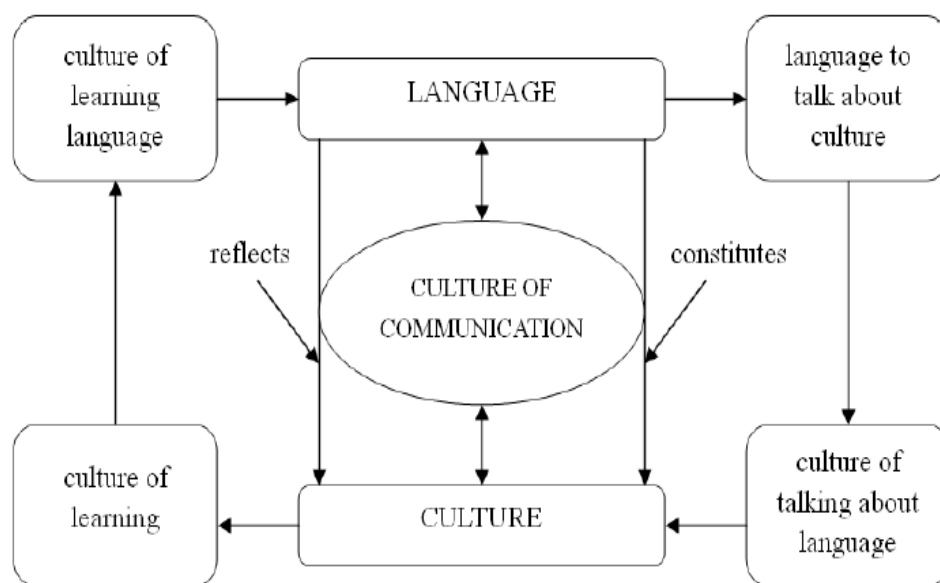 culture of
learning
language
LANGUAGE
language to
talk about
culture
reflects
constitutes
CULTURE OF
COMMUNICATION
culture of
learning
CULTURE
culture of
talking about
language